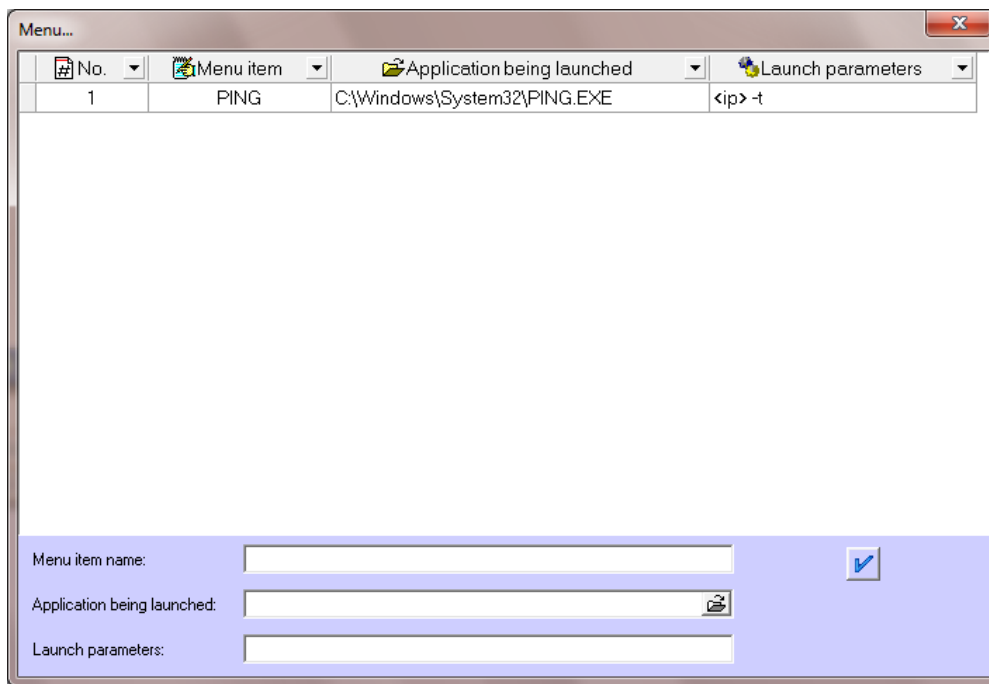 Menu...
No. Menu item Application being launched Launch parameters
1 PING C:\Windows\System32\PING.EXE <ip> -t
Menu item name:
Application being launched:
Launch parameters: